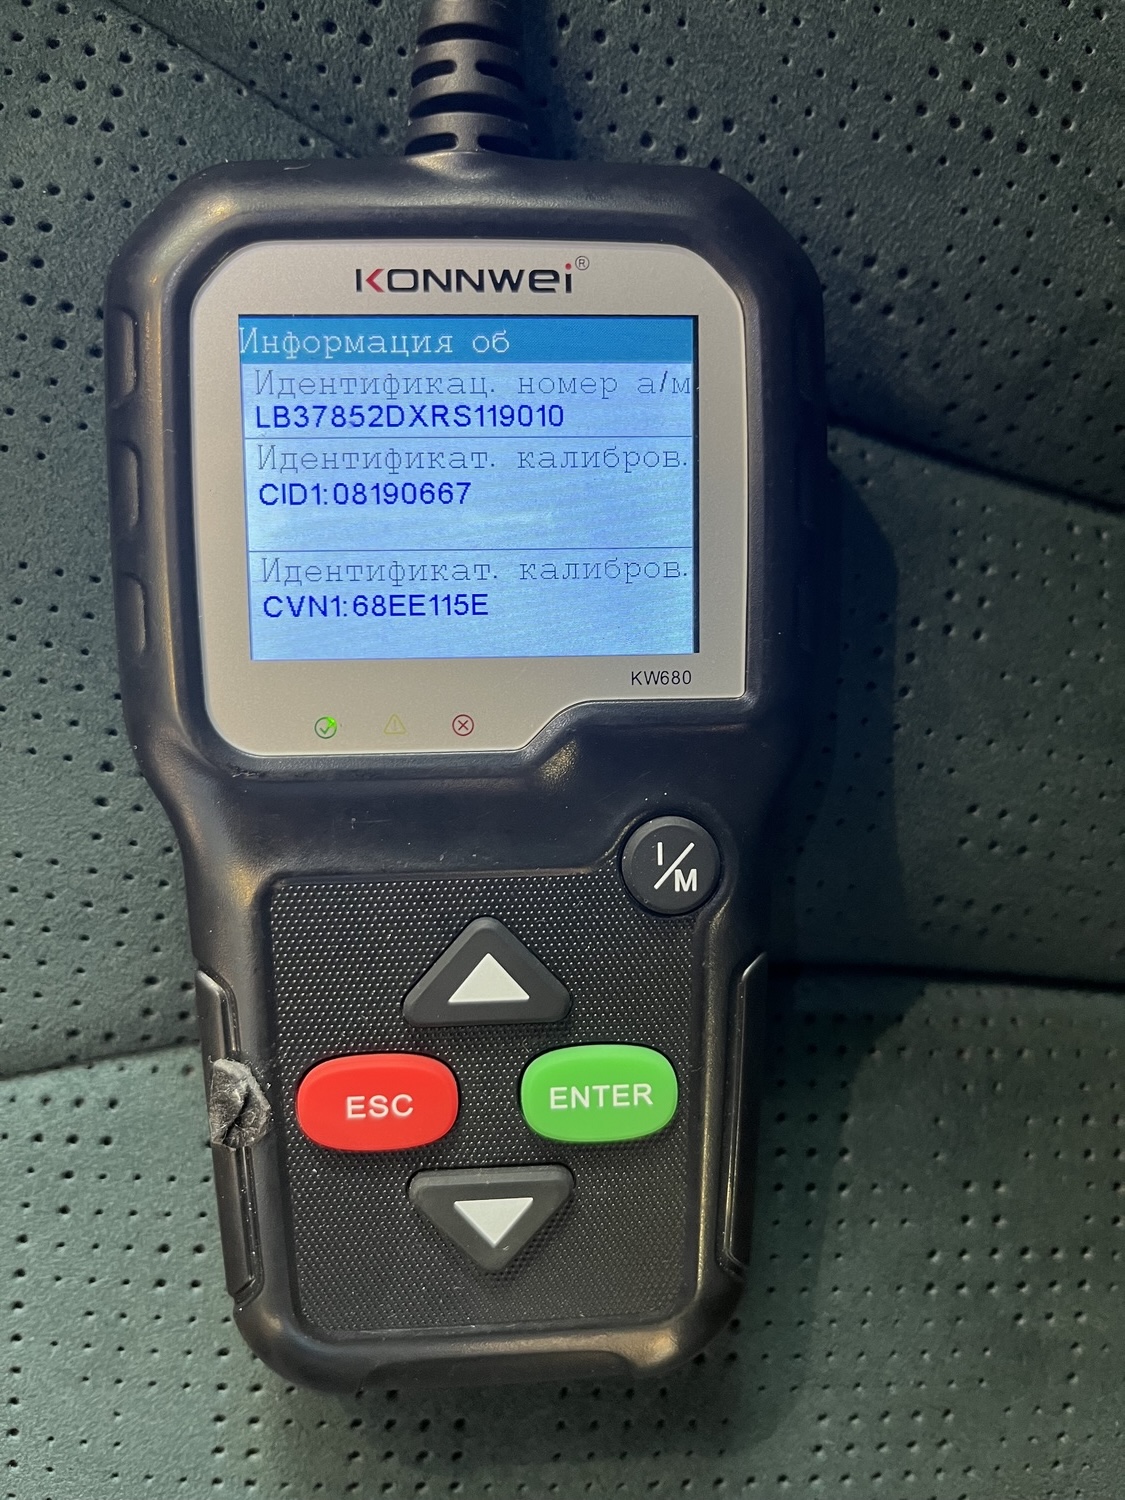 KONNWEI®
Информация об
Идентификац. номер а/м
LB37852DXRS119010
Идентификат. калибров.
CID1:08190667
Идентификат. калибров.
CVN1:68EE115E
KW680
I/M
ESC
ENTER